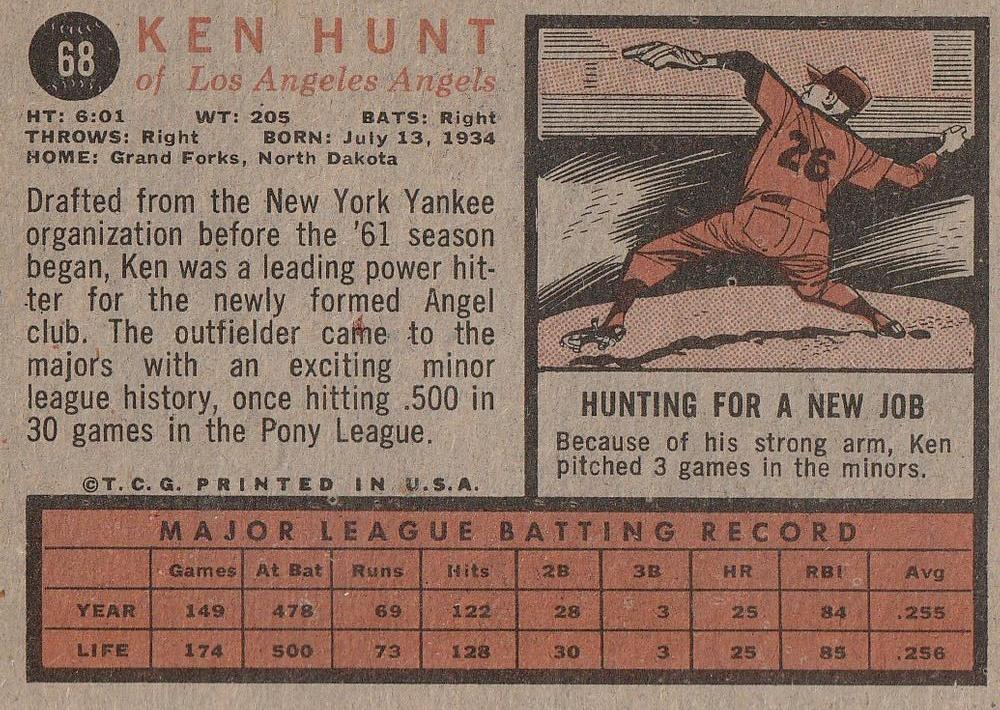 68
KEN HUNT
of Los Angeles Angels
HT: 6:01 WT: 205 BATS: Right
THROWS: Right BORN: July 13, 1934
HOME: Grand Forks, North Dakota
Drafted from the New York Yankee
organization before the '61 season
began, Ken was a leading power hit-
ter for the newly formed Angel
club. The outfielder came to the
majors with an exciting minor
league history, once hitting .500 in
30 games in the Pony League.
©T.C.G. PRINTED IN U.S.A.
26
HUNTING FOR A NEW JOB
Because of his strong arm, Ken
pitched 3 games in the minors.
MAJOR LEAGUE BATTING RECORD
Games At Bat Runs Hits 2B 3B HR RBI Avg
YEAR 149 478 69 122 28 3 25 84 .255
LIFE 174 500 73 128 30 3 25 85 .256